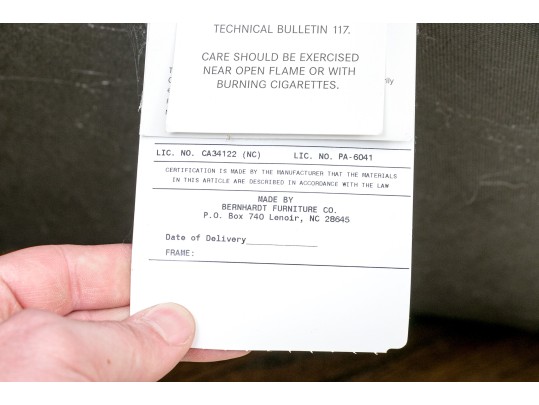 TECHNICAL BULLETIN 117.
CARE SHOULD BE EXERCISED
NEAR OPEN FLAME OR WITH
BURNING CIGARETTES.
LIC. NO. CA34122 (NC) LIC. NO. PA-6041
CERTIFICATION IS MADE BY THE MANUFACTURER THAT THE MATERIALS
IN THIS ARTICLE ARE DESCRIBED IN ACCORDANCE WITH THE LAW
MADE BY
BERNHARDT FURNITURE CO.
P.O. Box 740 Lenoir, NC 28645
Date of Delivery
FRAME: